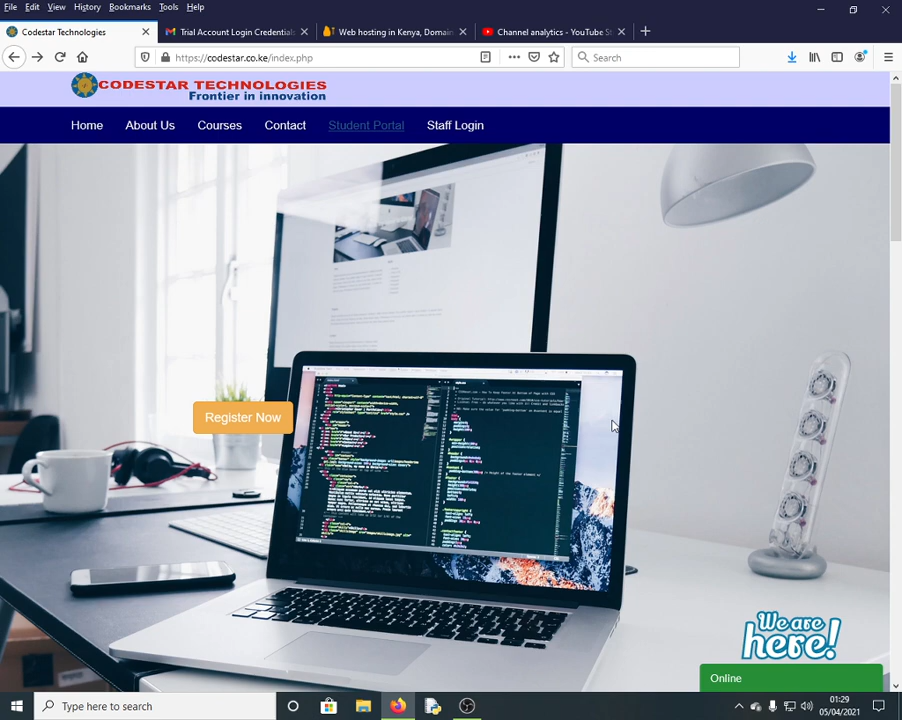 File Edit View History Bookmarks Tools Help
Codestar Technologies
Trial Account Login Credentials
Web hosting in Kenya, Domain
Channel analytics - YouTube St
https://codestar.co.ke/index.php
Search
CODESTAR TECHNOLOGIES
Frontier in innovation
Home About Us Courses Contact Student Portal Staff Login
Register Now
We are
here!
Online
Type here to search
01:29
05/04/2021